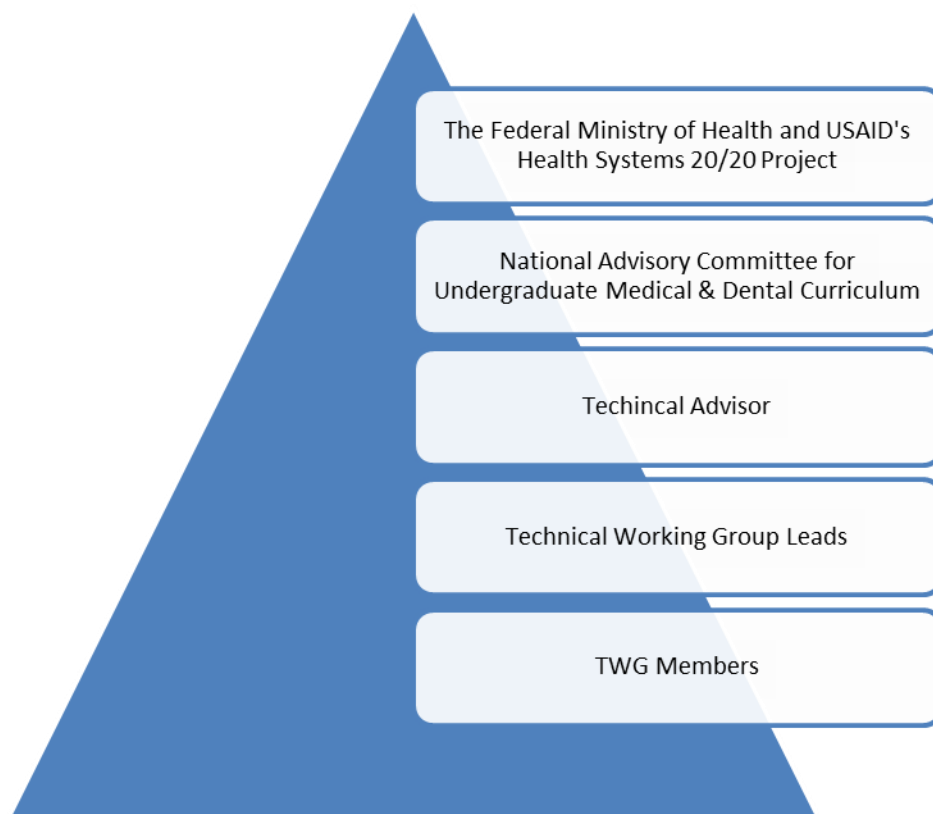 The Federal Ministry of Health and USAID's
Health Systems 20/20 Project
National Advisory Committee for
Undergraduate Medical & Dental Curriculum
Techincal Advisor
Technical Working Group Leads
TWG Members